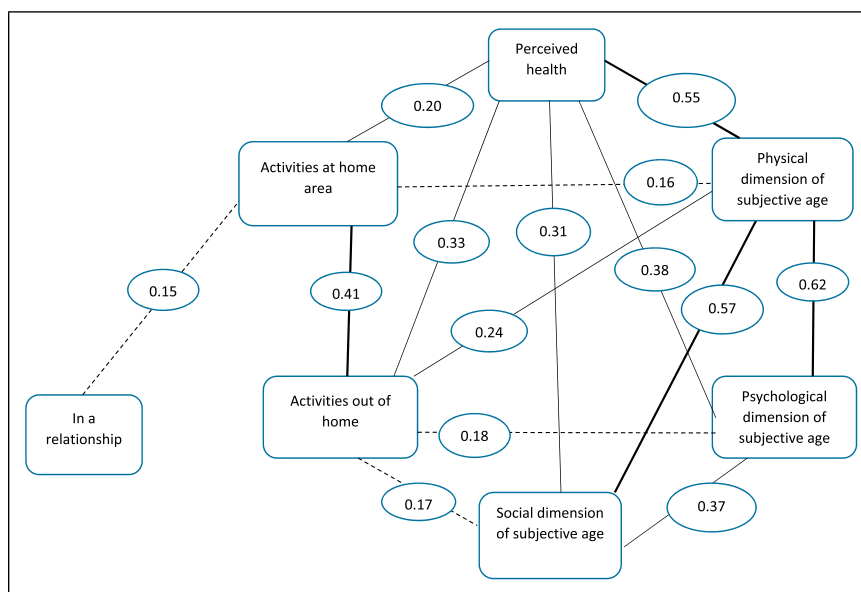 Perceived
health
0.20
0.55
Activities at home
area
Physical
dimension of
subjective age
0.16
0.33
0.31
0.38
0.15
0.41
0.24
0.57
0.62
In a
relationship
Activities out of
home
0.18
Psychological
dimension of
subjective age
0.17
Social dimension
of subjective age
0.37